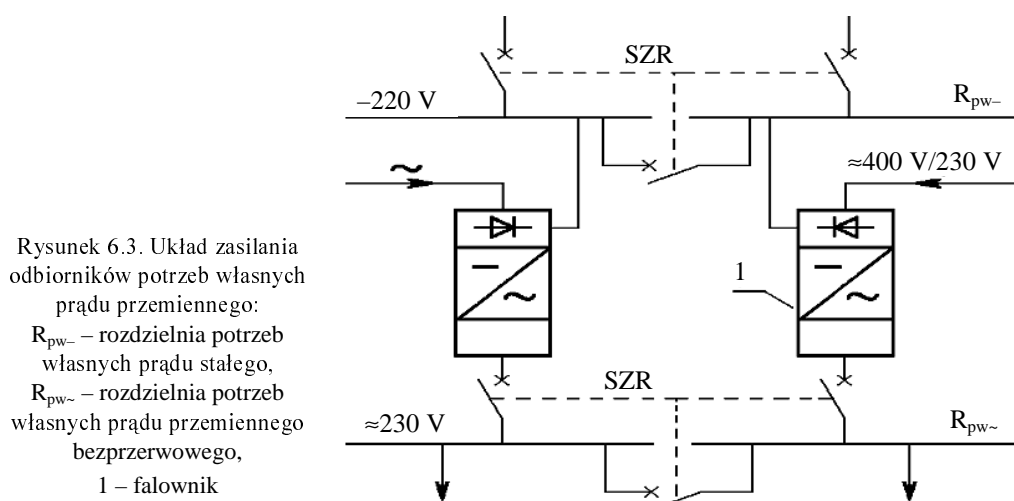 SZR
–220 V
Rpw–
≈400 V/230 V
1
SZR
≈230 V
Rpw~
Rysunek 6.3. Układ zasilania
odbiorników potrzeb własnych
prądu przemiennego:
Rpw– – rozdzielnia potrzeb
własnych prądu stałego,
Rpw~ – rozdzielnia potrzeb
własnych prądu przemiennego
bezprzerwowego,
1 – falownik